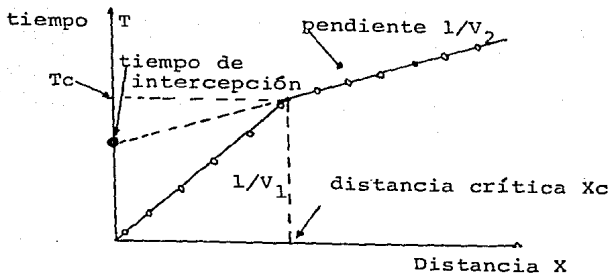 tiempo T
pendiente 1/V2
tiempo de
intercepción
Tc
1/V1
distancia crítica Xc
Distancia X